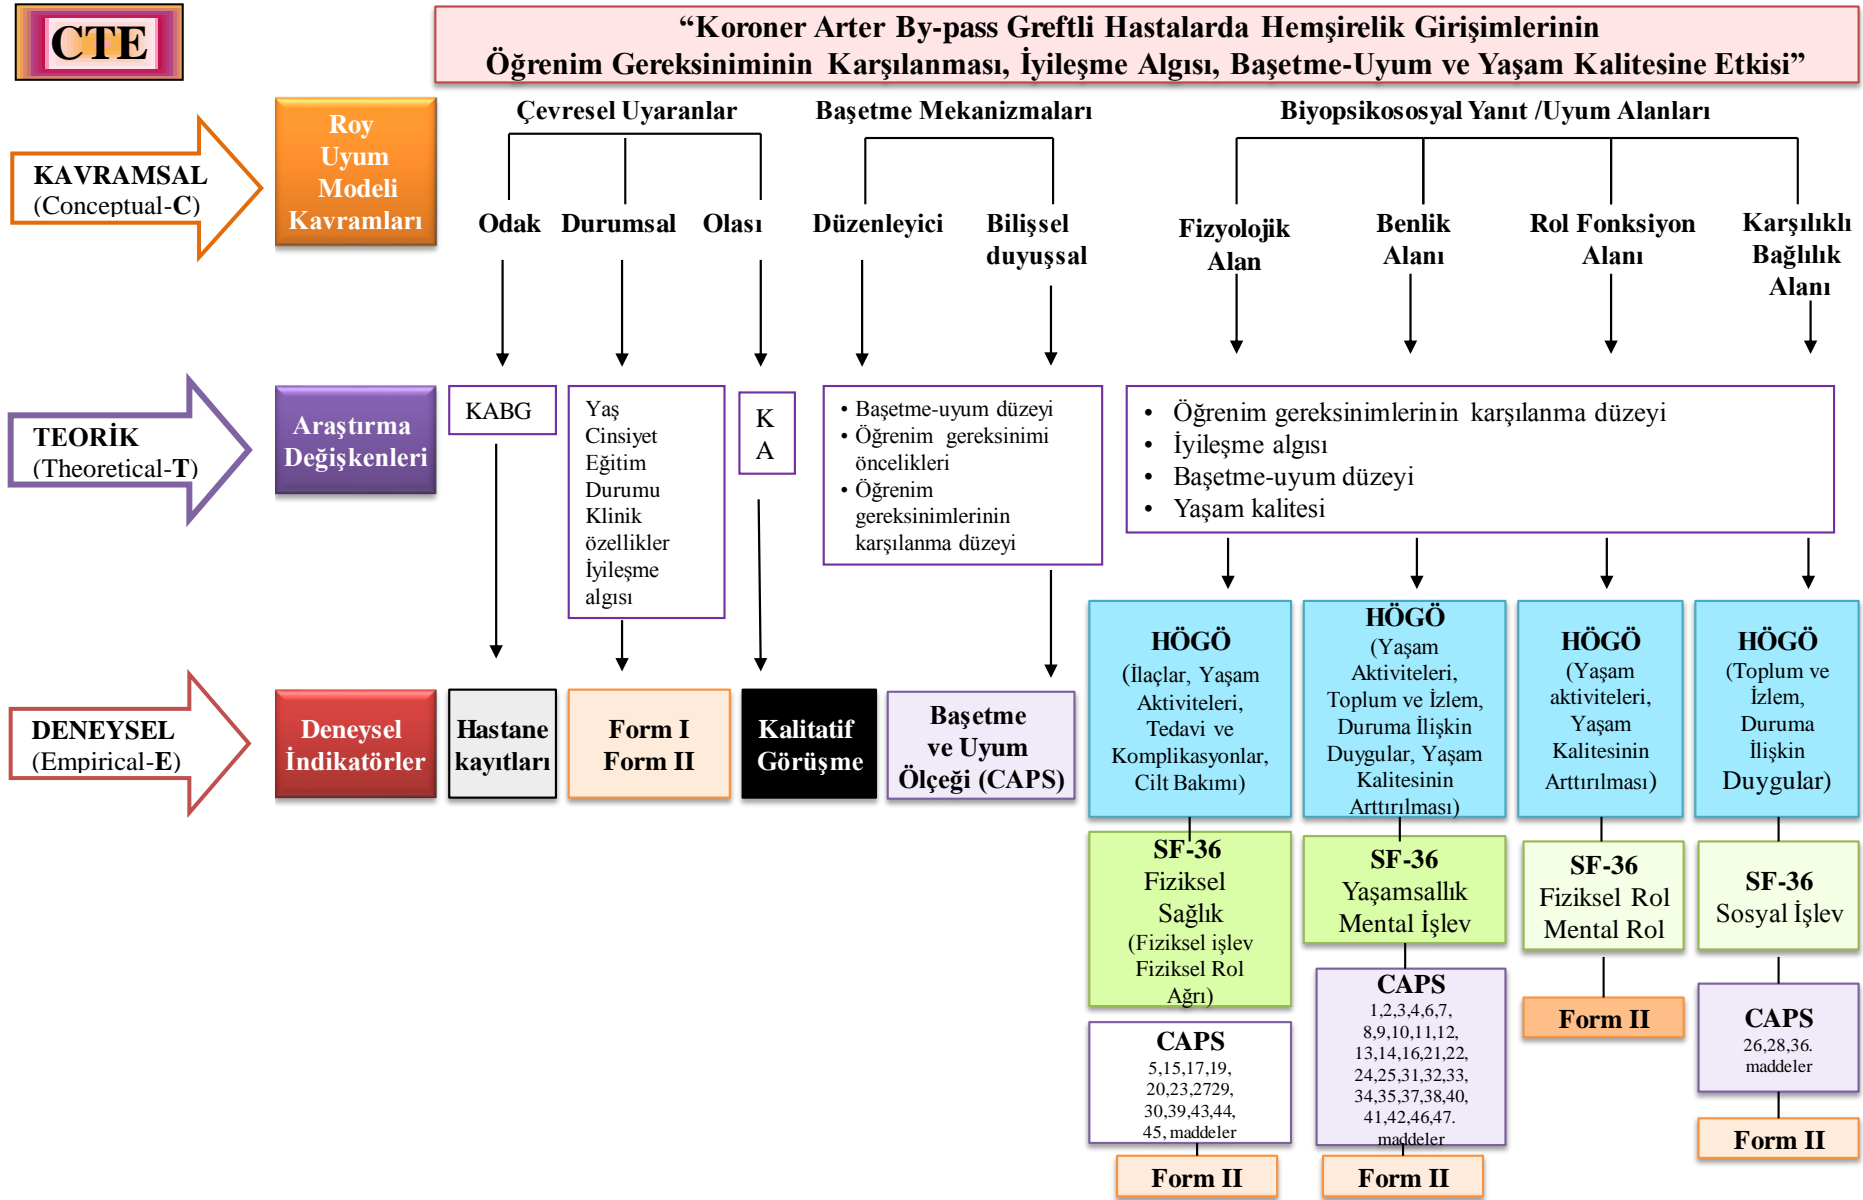 CTE
“Koroner Arter By-pass Greftli Hastalarda Hemşirelik Girişimlerinin
Öğrenim Gereksiniminin Karşılanması, İyileşme Algısı, Başetme-Uyum ve Yaşam Kalitesine Etkisi”
KAVRAMSAL
(Conceptual-C)
Roy
Uyum
Modeli
Kavramları
Çevresel Uyaranlar
Başetme Mekanizmaları
Biyopsikososyal Yanıt /Uyum Alanları
Odak
Durumsal
Olası
Düzenleyici
Bilişsel
duyuşsal
Fizyolojik
Alan
Benlik
Alanı
Rol Fonksiyon
Alanı
Karşılıklı
Bağlılık
Alanı
TEORİK
(Theoretical-T)
Araştırma
Değişkenleri
KABG
Yaş
Cinsiyet
Eğitim
Durumu
Klinik
özellikler
İyileşme
algısı
K
A
• Başetme-uyum düzeyi
• Öğrenim gereksinimi
öncelikleri
• Öğrenim
gereksinimlerinin
karşılanma düzeyi
• Öğrenim gereksinimlerinin karşılanma düzeyi
• İyileşme algısı
• Başetme-uyum düzeyi
• Yaşam kalitesi
DENEYSEL
(Empirical-E)
Deneysel
İndikatörler
Hastane
kayıtları
Form I
Form II
Kalitatif
Görüşme
Başetme
ve Uyum
Ölçeği (CAPS)
HÖGÖ
(İlaçlar, Yaşam
Aktiviteleri,
Tedavi ve
Komplikasyonlar,
Cilt Bakımı)
HÖGÖ
(Yaşam
Aktiviteleri,
Toplum ve İzlem,
Duruma İlişkin
Duygular, Yaşam
Kalitesinin
Arttırılması)
HÖGÖ
(Yaşam
aktiviteleri,
Yaşam
Kalitesinin
Arttırılması)
HÖGÖ
(Toplum ve
İzlem,
Duruma
İlişkin
Duygular)
SF-36
Fiziksel
Sağlık
(Fiziksel işlev
Fiziksel Rol
Ağrı)
SF-36
Yaşamsallık
Mental İşlev
SF-36
Fiziksel Rol
Mental Rol
SF-36
Sosyal İşlev
CAPS
5,15,17,19,
20,23,2729,
30,39,43,44,
45, maddeler
CAPS
1,2,3,4,6,7,
8,9,10,11,12,
13,14,16,21,22,
24,25,31,32,33,
34,35,37,38,40,
41,42,46,47.
maddeler
Form II
CAPS
26,28,36.
maddeler
Form II
Form II
Form II